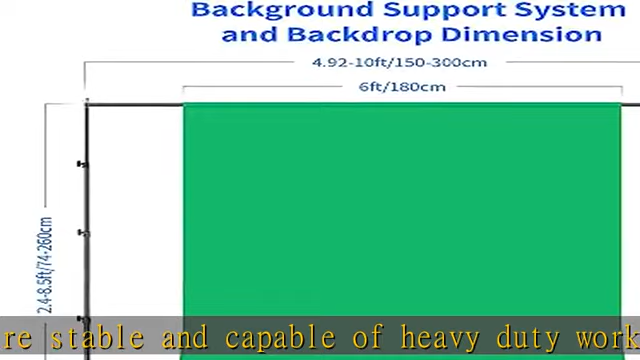 Background Support System
and Backdrop Dimension
4.92-10ft/150-300cm
6ft/180cm
2.4-8.5ft/74-260cm
re stable and capable of heavy duty work